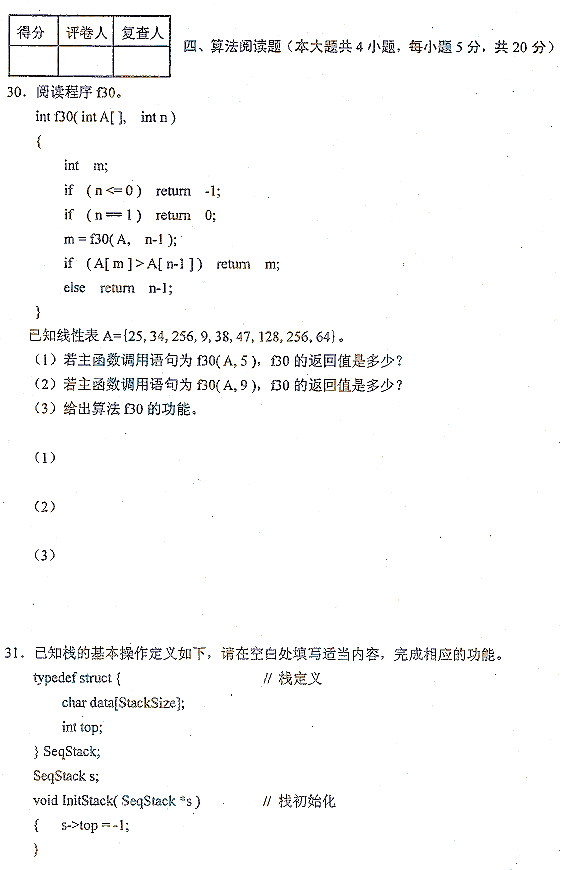 得分 评卷人 复查人
四、算法阅读题（本大题共4小题，每小题5分，共20分）
30．阅读程序 f30。
int f30( int A[ ], int n )
{
int m;
if ( n <= 0 ) return -1;
if ( n == 1 ) return 0;
m = f30( A, n-1 );
if ( A[ m ] > A[ n-1 ] ) return m;
else return n-1;
}
已知线性表 A={25, 34, 256, 9, 38, 47, 128, 256, 64}。
（1）若主函数调用语句为 f30( A, 5 )，f30 的返回值是多少？
（2）若主函数调用语句为 f30( A, 9 )，f30 的返回值是多少？
（3）给出算法 f30 的功能。
（1）
（2）
（3）
31．已知栈的基本操作定义如下，请在空白处填写适当内容，完成相应的功能。
typedef struct { // 栈定义
char data[StackSize];
int top;
} SeqStack;
SeqStack s;
void InitStack( SeqStack *s ) // 栈初始化
{ s->top = -1;
}